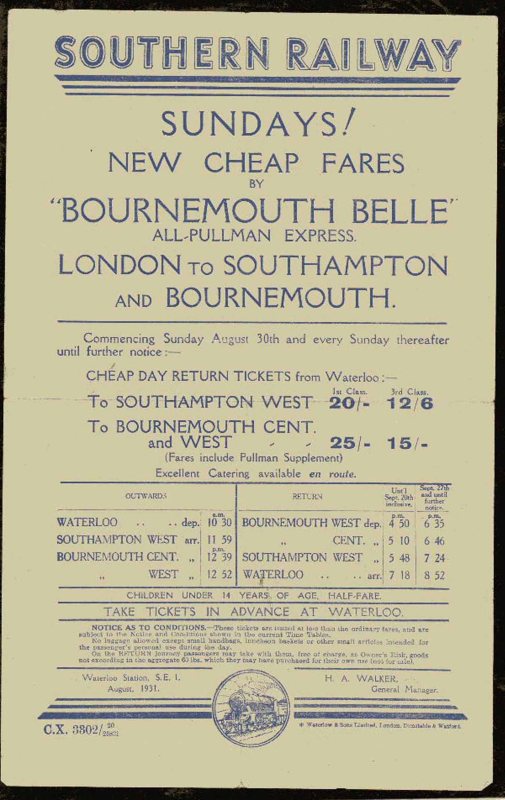 SOUTHERN RAILWAY
SUNDAYS!
NEW CHEAP FARES
BY
"BOURNEMOUTH BELLE"
ALL-PULLMAN EXPRESS.
LONDON TO SOUTHAMPTON
AND BOURNEMOUTH.
Commencing Sunday August 30th and every Sunday thereafter
until further notice :—
CHEAP DAY RETURN TICKETS from Waterloo :—
1st Class. 3rd Class.
To SOUTHAMPTON WEST 20/- 12/6
To BOURNEMOUTH CENT.
and WEST - - 25/- 15/-
(Fares include Pullman Supplement)
Excellent Catering available en route.
OUTWARDS RETURN Until Sept. 20th inclusive. Sept. 27th and until further notice.
a.m. p.m. p.m.
WATERLOO .. .. dep. 10 30 BOURNEMOUTH WEST dep. 4 50 6 35
SOUTHAMPTON WEST arr. 11 59 „ CENT. „ 5 10 6 46
p.m.
BOURNEMOUTH CENT. „ 12 39 SOUTHAMPTON WEST „ 5 48 7 24
„ WEST „ 12 52 WATERLOO .. .. arr. 7 18 8 52
CHILDREN UNDER 14 YEARS OF AGE, HALF-FARE.
TAKE TICKETS IN ADVANCE AT WATERLOO.
NOTICE AS TO CONDITIONS.—These tickets are issued at less than the ordinary fares, and are
subject to the Notice and Conditions shown in the current Time Tables.
No luggage allowed except small handbags, luncheon baskets or other small articles intended for
the passenger's personal use during the day.
On the RETURN journey passengers may take with them, free of charge, at Owner's Risk, goods
not exceeding in the aggregate 60 lbs. which they may have purchased for their own use (not for sale).
Waterloo Station, S.E. 1. H. A. WALKER,
August, 1931. General Manager.
C.X. 3302/ 20
Waterlow & Sons Limited, London, Dunstable & Watford.